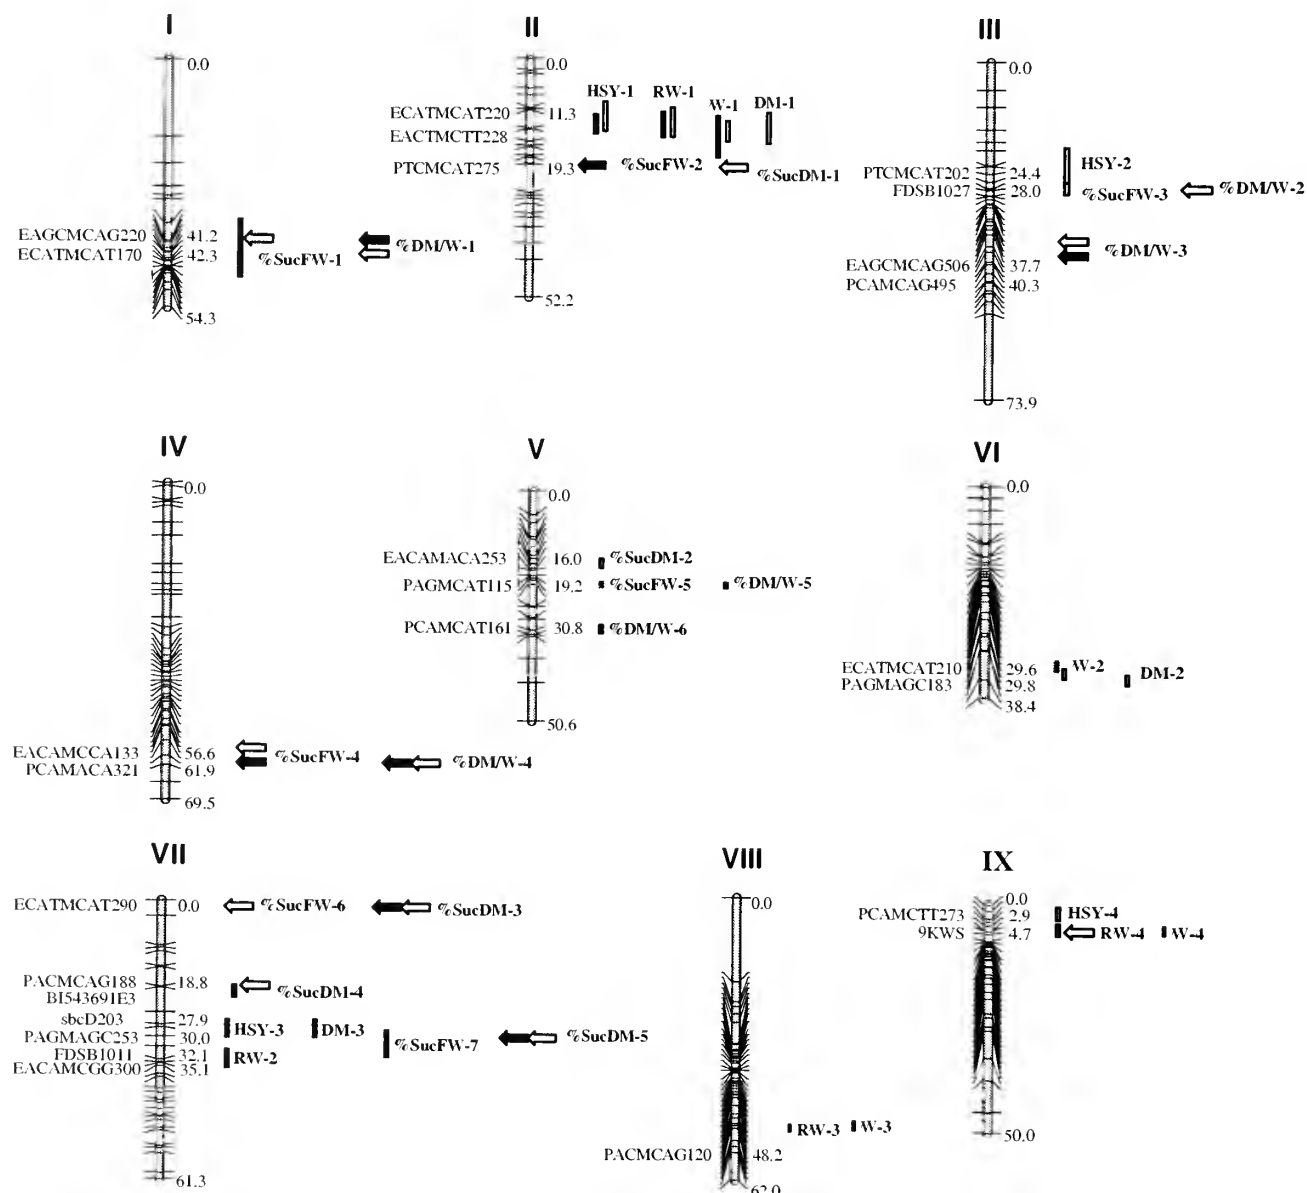 I
0.0
EAGCMCAG220 41.2
ECATMCAT170 42.3
%SucFW-1
%DM/W-1
54.3
II
0.0
HSY-1 RW-1 W-1 DM-1
ECATMCAT220 11.3
EACTMCTT228
PTCMCAT275 19.3 %SucFW-2 %SucDM-1
52.2
III
0.0
HSY-2
PTCMCAT202 24.4
FDSB1027 28.0 %SucFW-3 %DM/W-2
%DM/W-3
EAGCMCAG506 37.7
PCAMCAG495 40.3
73.9
IV
0.0
EACAMCCA133 56.6
%SucFW-4 %DM/W-4
PCAMACA321 61.9
69.5
V
0.0
EACAMACA253 16.0 %SucDM-2
PAGMCAT115 19.2 %SucFW-5 %DM/W-5
PCAMCAT161 30.8 %DM/W-6
50.6
VI
0.0
ECATMCAT210 29.6 W-2
PAGMAGC183 29.8 DM-2
38.4
VII
ECATMCAT290 0.0 %SucFW-6 %SucDM-3
PACMCAG188 18.8
BI543691E3 %SucDM-4
sbcD203 27.9
HSY-3 DM-3
PAGMAGC253 30.0 %SucFW-7 %SucDM-5
FDSB1011 32.1 RW-2
EACAMCGG300 35.1
61.3
VIII
0.0
RW-3 W-3
PACMCAG120 48.2
62.0
IX
0.0
PCAMCTT273 2.9 HSY-4
9KWS 4.7 RW-4 W-4
50.0